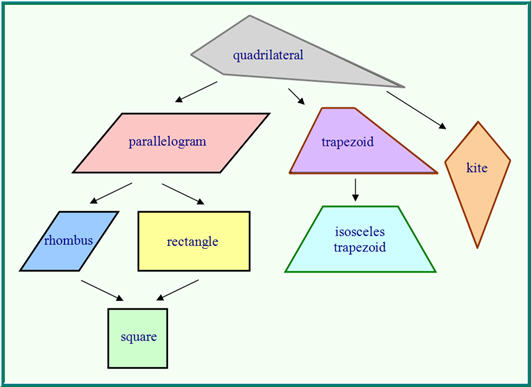 quadrilateral
parallelogram
trapezoid
kite
rhombus
rectangle
isosceles
trapezoid
square